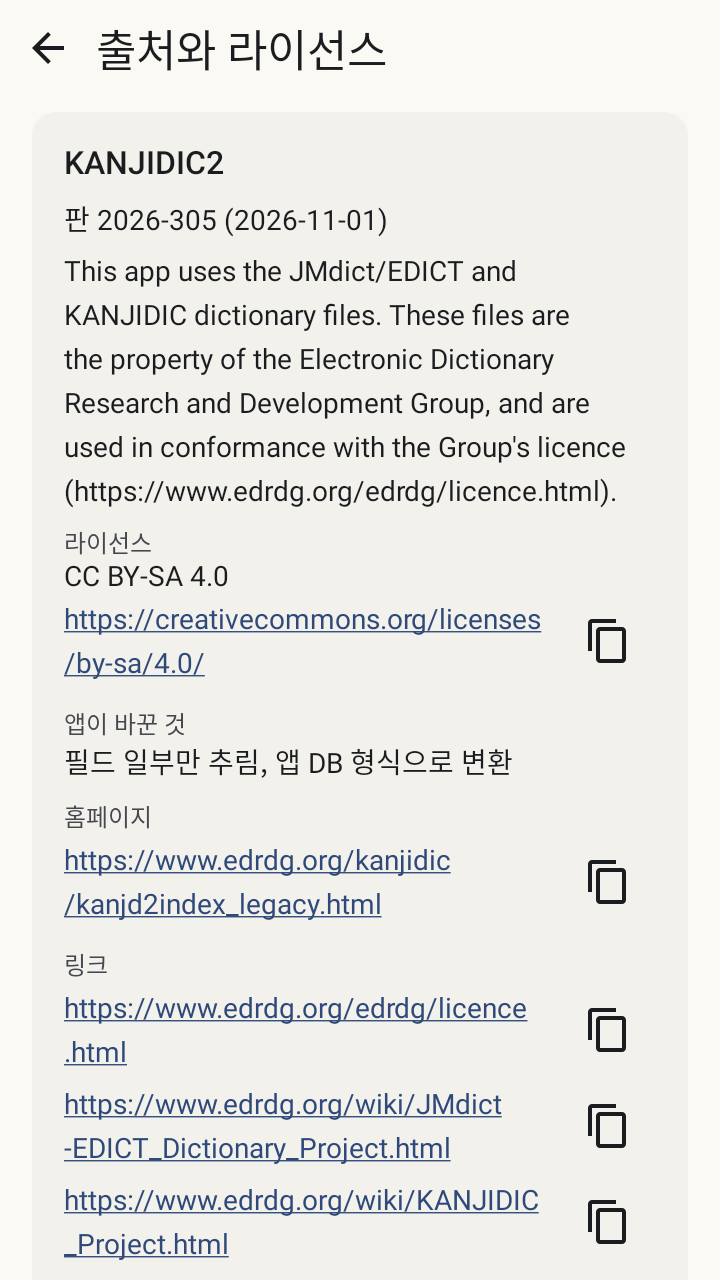 출처와 라이선스
KANJIDIC2
판 2026-305 (2026-11-01)
This app uses the JMdict/EDICT and
KANJIDIC dictionary files. These files are
the property of the Electronic Dictionary
Research and Development Group, and are
used in conformance with the Group's licence
(https://www.edrdg.org/edrdg/licence.html).
라이선스
CC BY-SA 4.0
https://creativecommons.org/licenses
/by-sa/4.0/
앱이 바꾼 것
필드 일부만 추림, 앱 DB 형식으로 변환
홈페이지
https://www.edrdg.org/kanjidic
/kanjd2index_legacy.html
링크
https://www.edrdg.org/edrdg/licence
.html
https://www.edrdg.org/wiki/JMdict
-EDICT_Dictionary_Project.html
https://www.edrdg.org/wiki/KANJIDIC
_Project.html